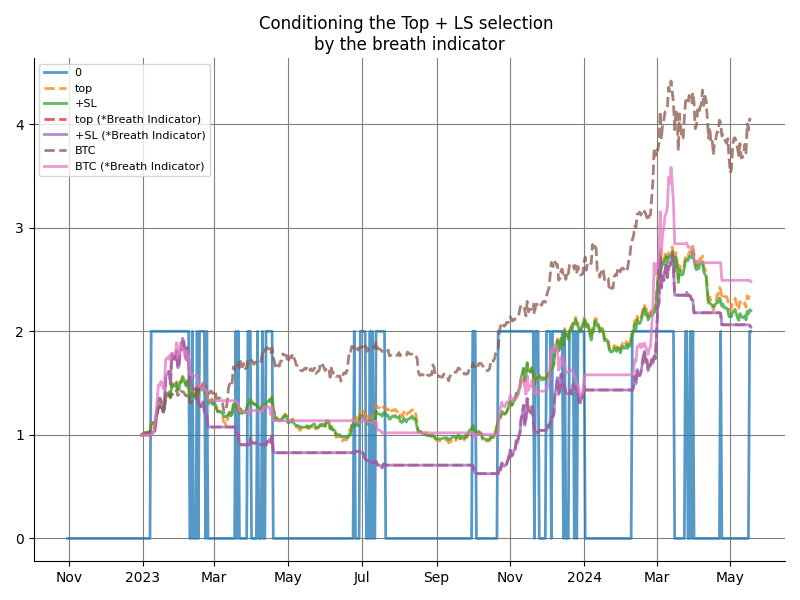 Conditioning the Top + LS selection
by the breath indicator
0
top
+SL
top (*Breath Indicator)
+SL (*Breath Indicator)
BTC
BTC (*Breath Indicator)
4
3
2
1
0
Nov
2023
Mar
May
Jul
Sep
Nov
2024
Mar
May